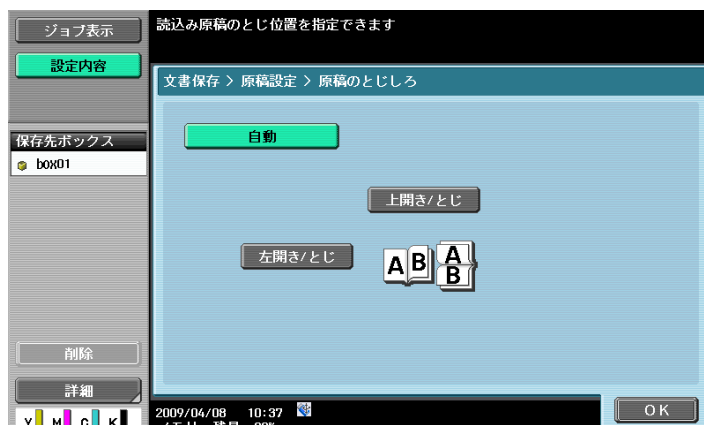 ジョブ表示
読込み原稿のとじ位置を指定できます
設定内容
文書保存 > 原稿設定 > 原稿のとじしろ
自動
保存先ボックス
box01
上開き/とじ
左開き/とじ
A B A
B
削除
詳細
2009/04/08 10:37
OK
Y M C K